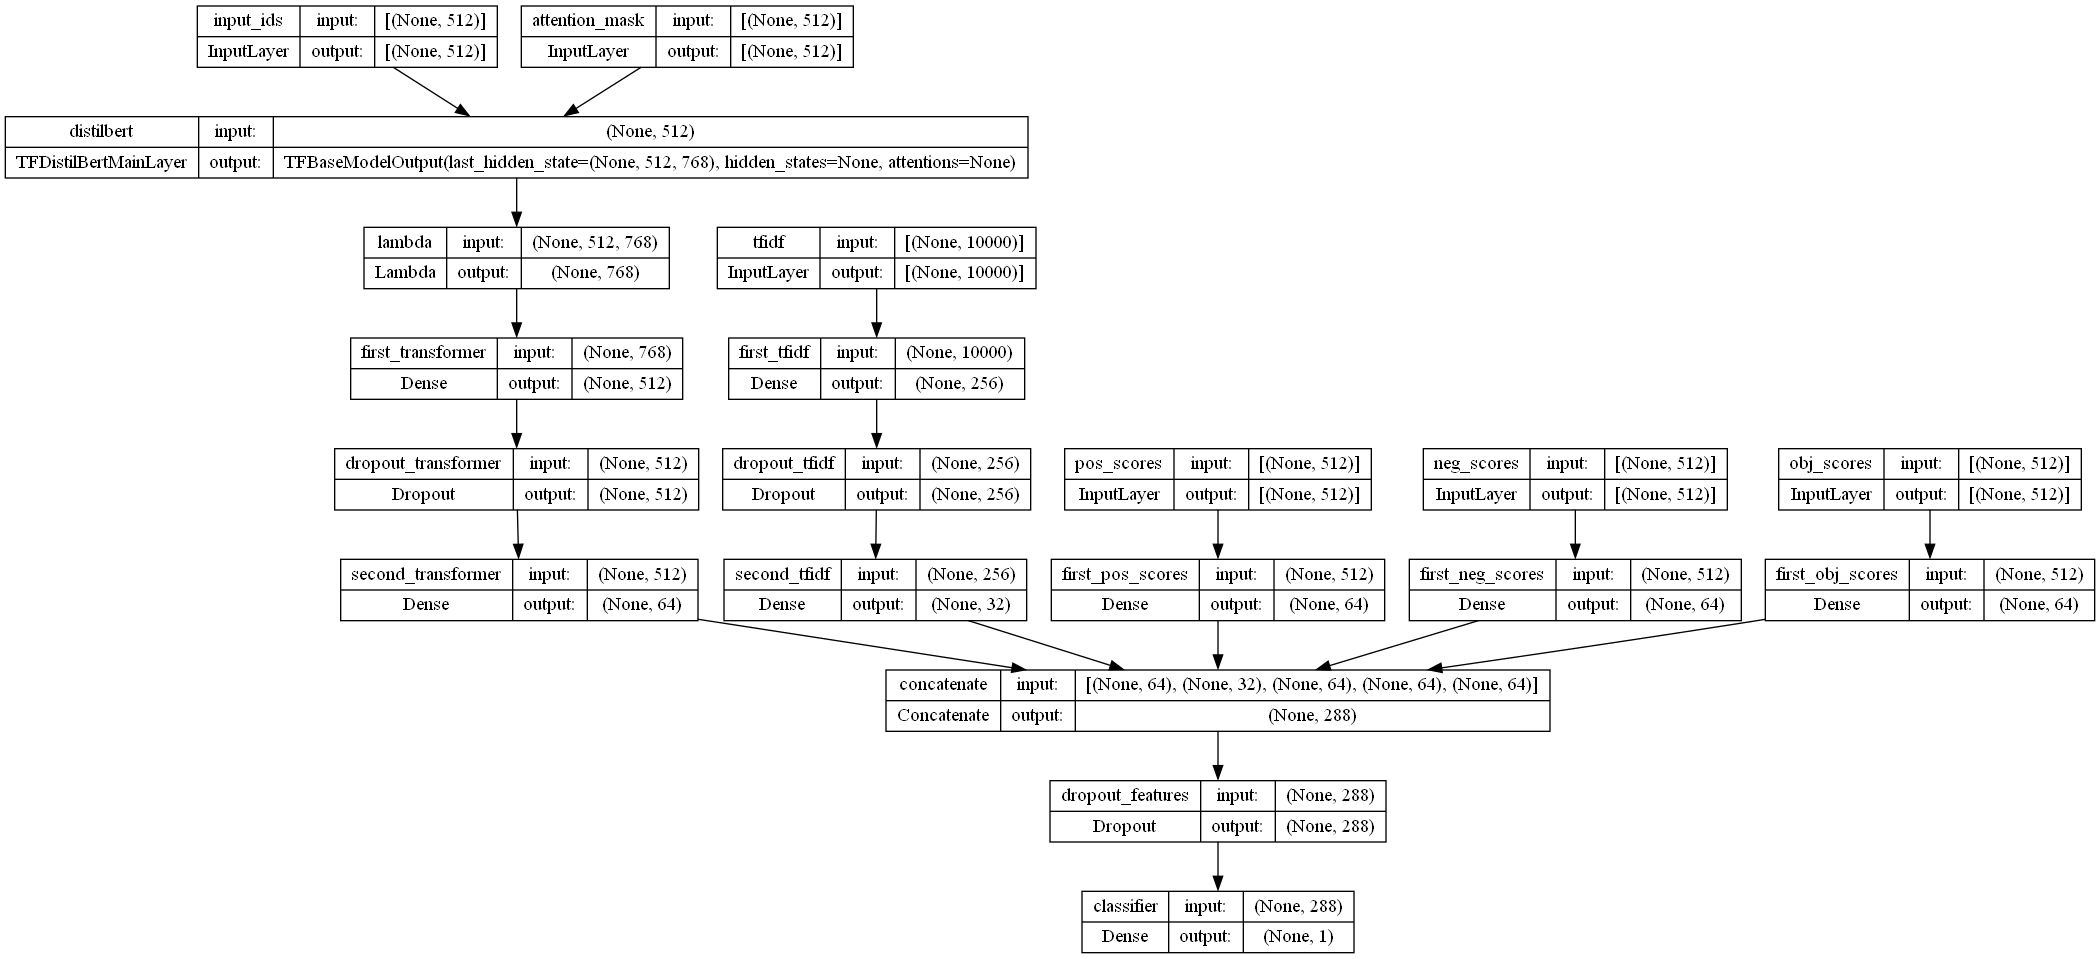 input_ids input: [(None, 512)]
InputLayer output: [(None, 512)]
attention_mask input: [(None, 512)]
InputLayer output: [(None, 512)]
distilbert input: (None, 512)
TFDistilBertMainLayer output: TFBaseModelOutput(last_hidden_state=(None, 512, 768), hidden_states=None, attentions=None)
lambda input: (None, 512, 768)
Lambda output: (None, 768)
tfidf input: [(None, 10000)]
InputLayer output: [(None, 10000)]
first_transformer input: (None, 768)
Dense output: (None, 512)
first_tfidf input: (None, 10000)
Dense output: (None, 256)
dropout_transformer input: (None, 512)
Dropout output: (None, 512)
dropout_tfidf input: (None, 256)
Dropout output: (None, 256)
pos_scores input: [(None, 512)]
InputLayer output: [(None, 512)]
neg_scores input: [(None, 512)]
InputLayer output: [(None, 512)]
obj_scores input: [(None, 512)]
InputLayer output: [(None, 512)]
second_transformer input: (None, 512)
Dense output: (None, 64)
second_tfidf input: (None, 256)
Dense output: (None, 32)
first_pos_scores input: (None, 512)
Dense output: (None, 64)
first_neg_scores input: (None, 512)
Dense output: (None, 64)
first_obj_scores input: (None, 512)
Dense output: (None, 64)
concatenate input: [(None, 64), (None, 32), (None, 64), (None, 64), (None, 64)]
Concatenate output: (None, 288)
dropout_features input: (None, 288)
Dropout output: (None, 288)
classifier input: (None, 288)
Dense output: (None, 1)